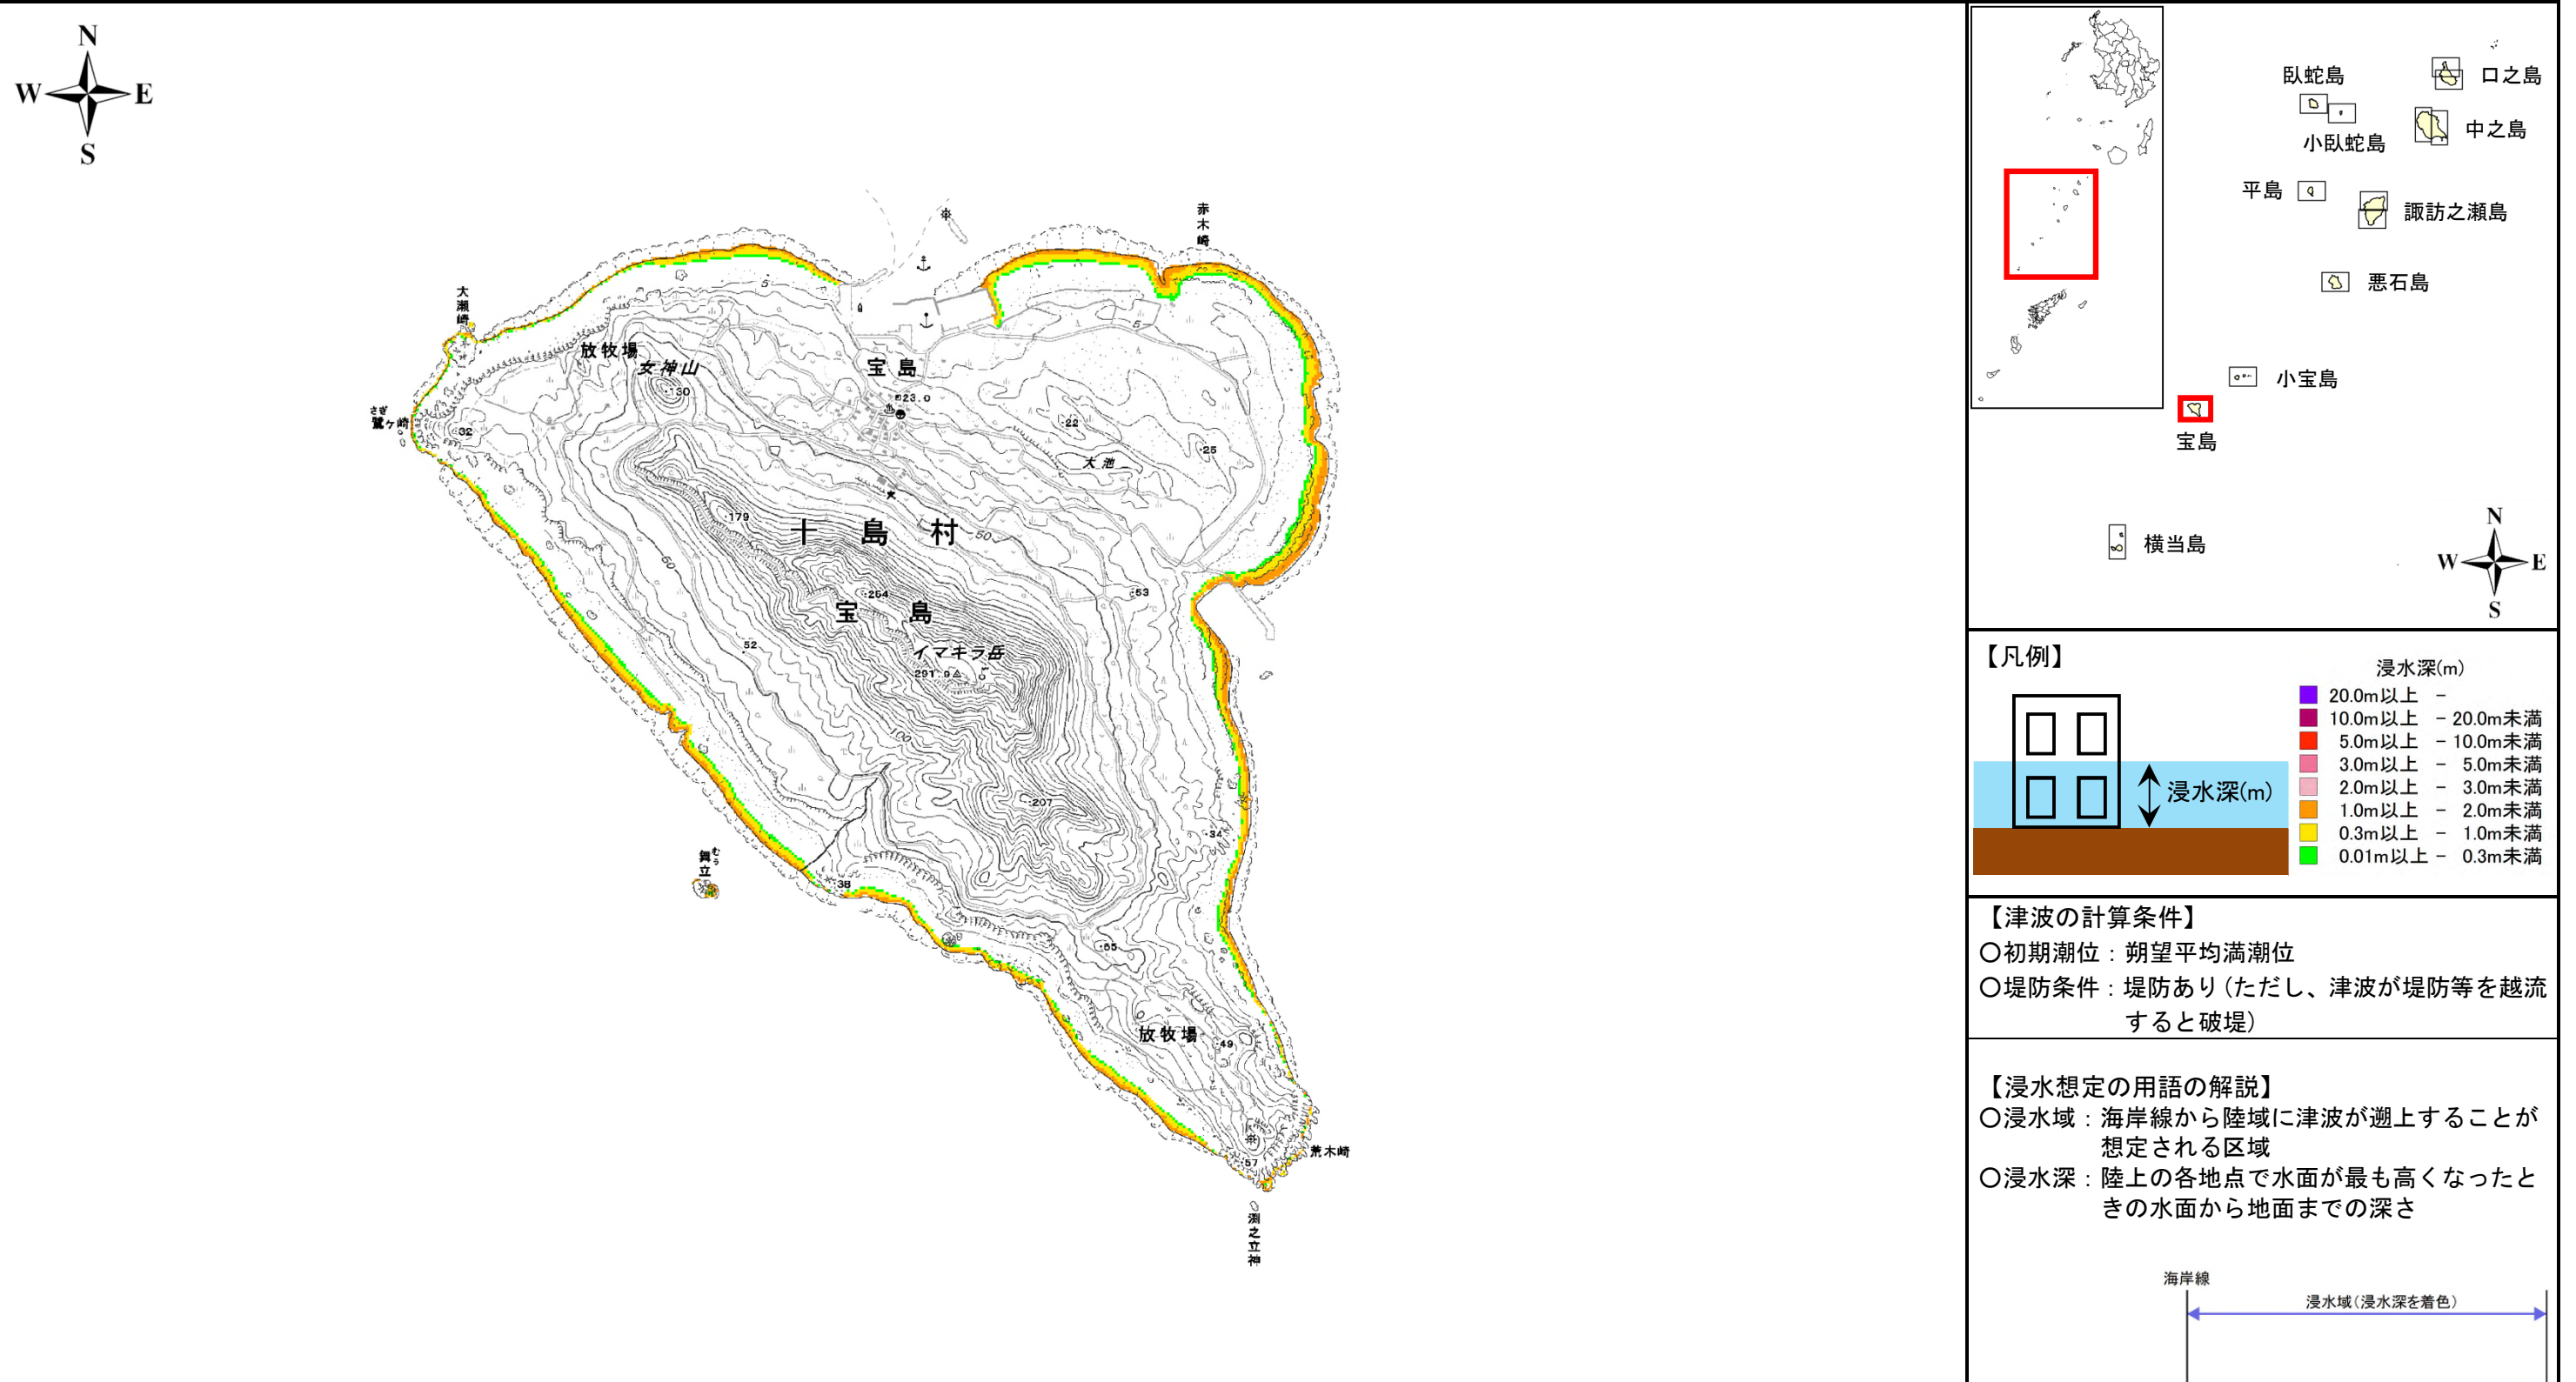 N
W E
S
赤木崎
大瀬崎
放牧場
女神山
130
さぎ
鷺ヶ崎
32
5
5
宝島
23.0
22
25
大池
179
十島村
50
50
264
53
宝島
52
イマキラ岳
291.9
100
207
34
むう
舞立
38
65
放牧場
49
57
荒木崎
渕之立神
臥蛇島
口之島
小臥蛇島
中之島
平島
諏訪之瀬島
悪石島
小宝島
宝島
横当島
N
W E
S
【凡例】
浸水深(m)
20.0m以上 -
10.0m以上 - 20.0m未満
5.0m以上 - 10.0m未満
3.0m以上 - 5.0m未満
2.0m以上 - 3.0m未満
1.0m以上 - 2.0m未満
0.3m以上 - 1.0m未満
0.01m以上 - 0.3m未満
浸水深(m)
【津波の計算条件】
〇初期潮位：朔望平均満潮位
〇堤防条件：堤防あり(ただし、津波が堤防等を越流
すると破堤)
【浸水想定の用語の解説】
〇浸水域：海岸線から陸域に津波が遡上することが
想定される区域
〇浸水深：陸上の各地点で水面が最も高くなったと
きの水面から地面までの深さ
海岸線
浸水域(浸水深を着色)